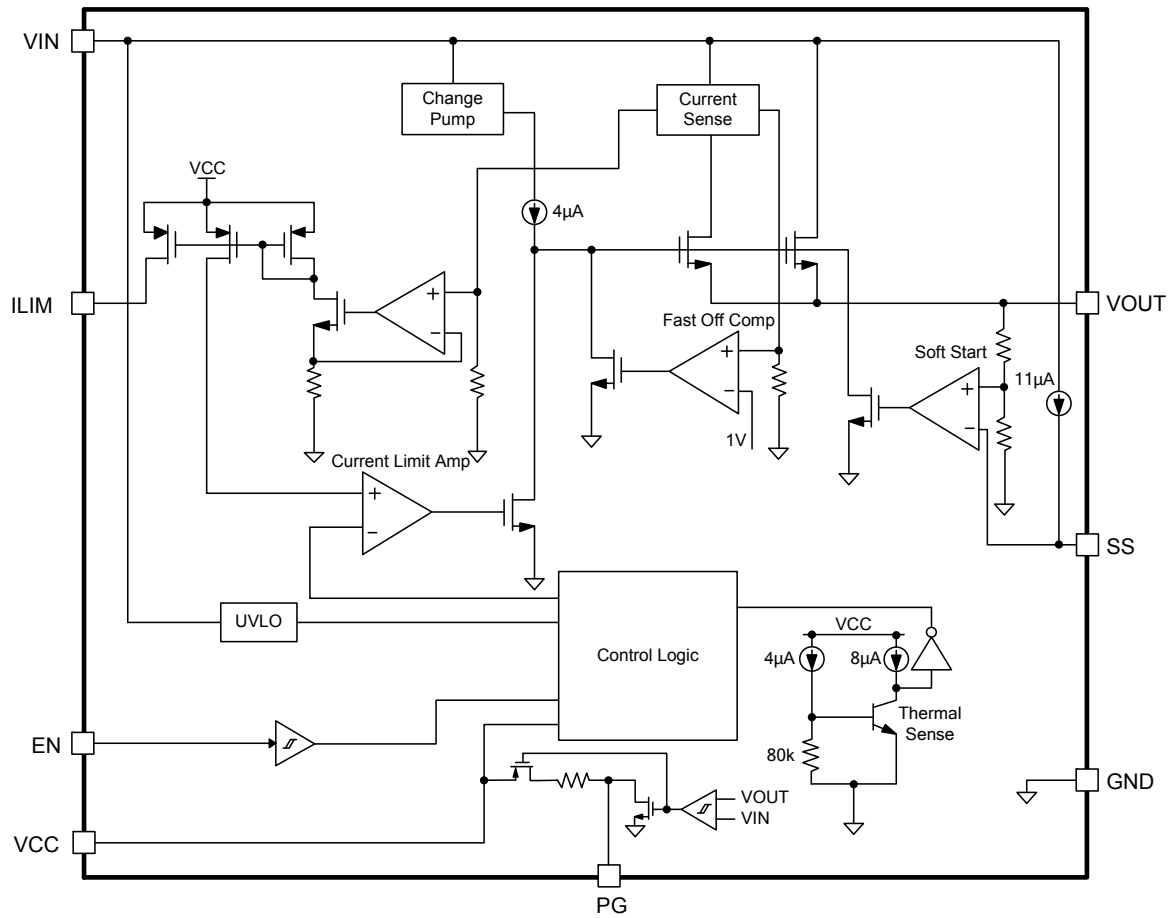 VIN
Change
Pump
Current
Sense
VCC
4µA
ILIM
+
−
Fast Off Comp
+
−
1V
VOUT
Soft Start
11µA
+
−
Current Limit Amp
+
−
SS
UVLO
Control Logic
VCC
4µA
8µA
Thermal
Sense
80k
EN
GND
VOUT
VIN
VCC
PG